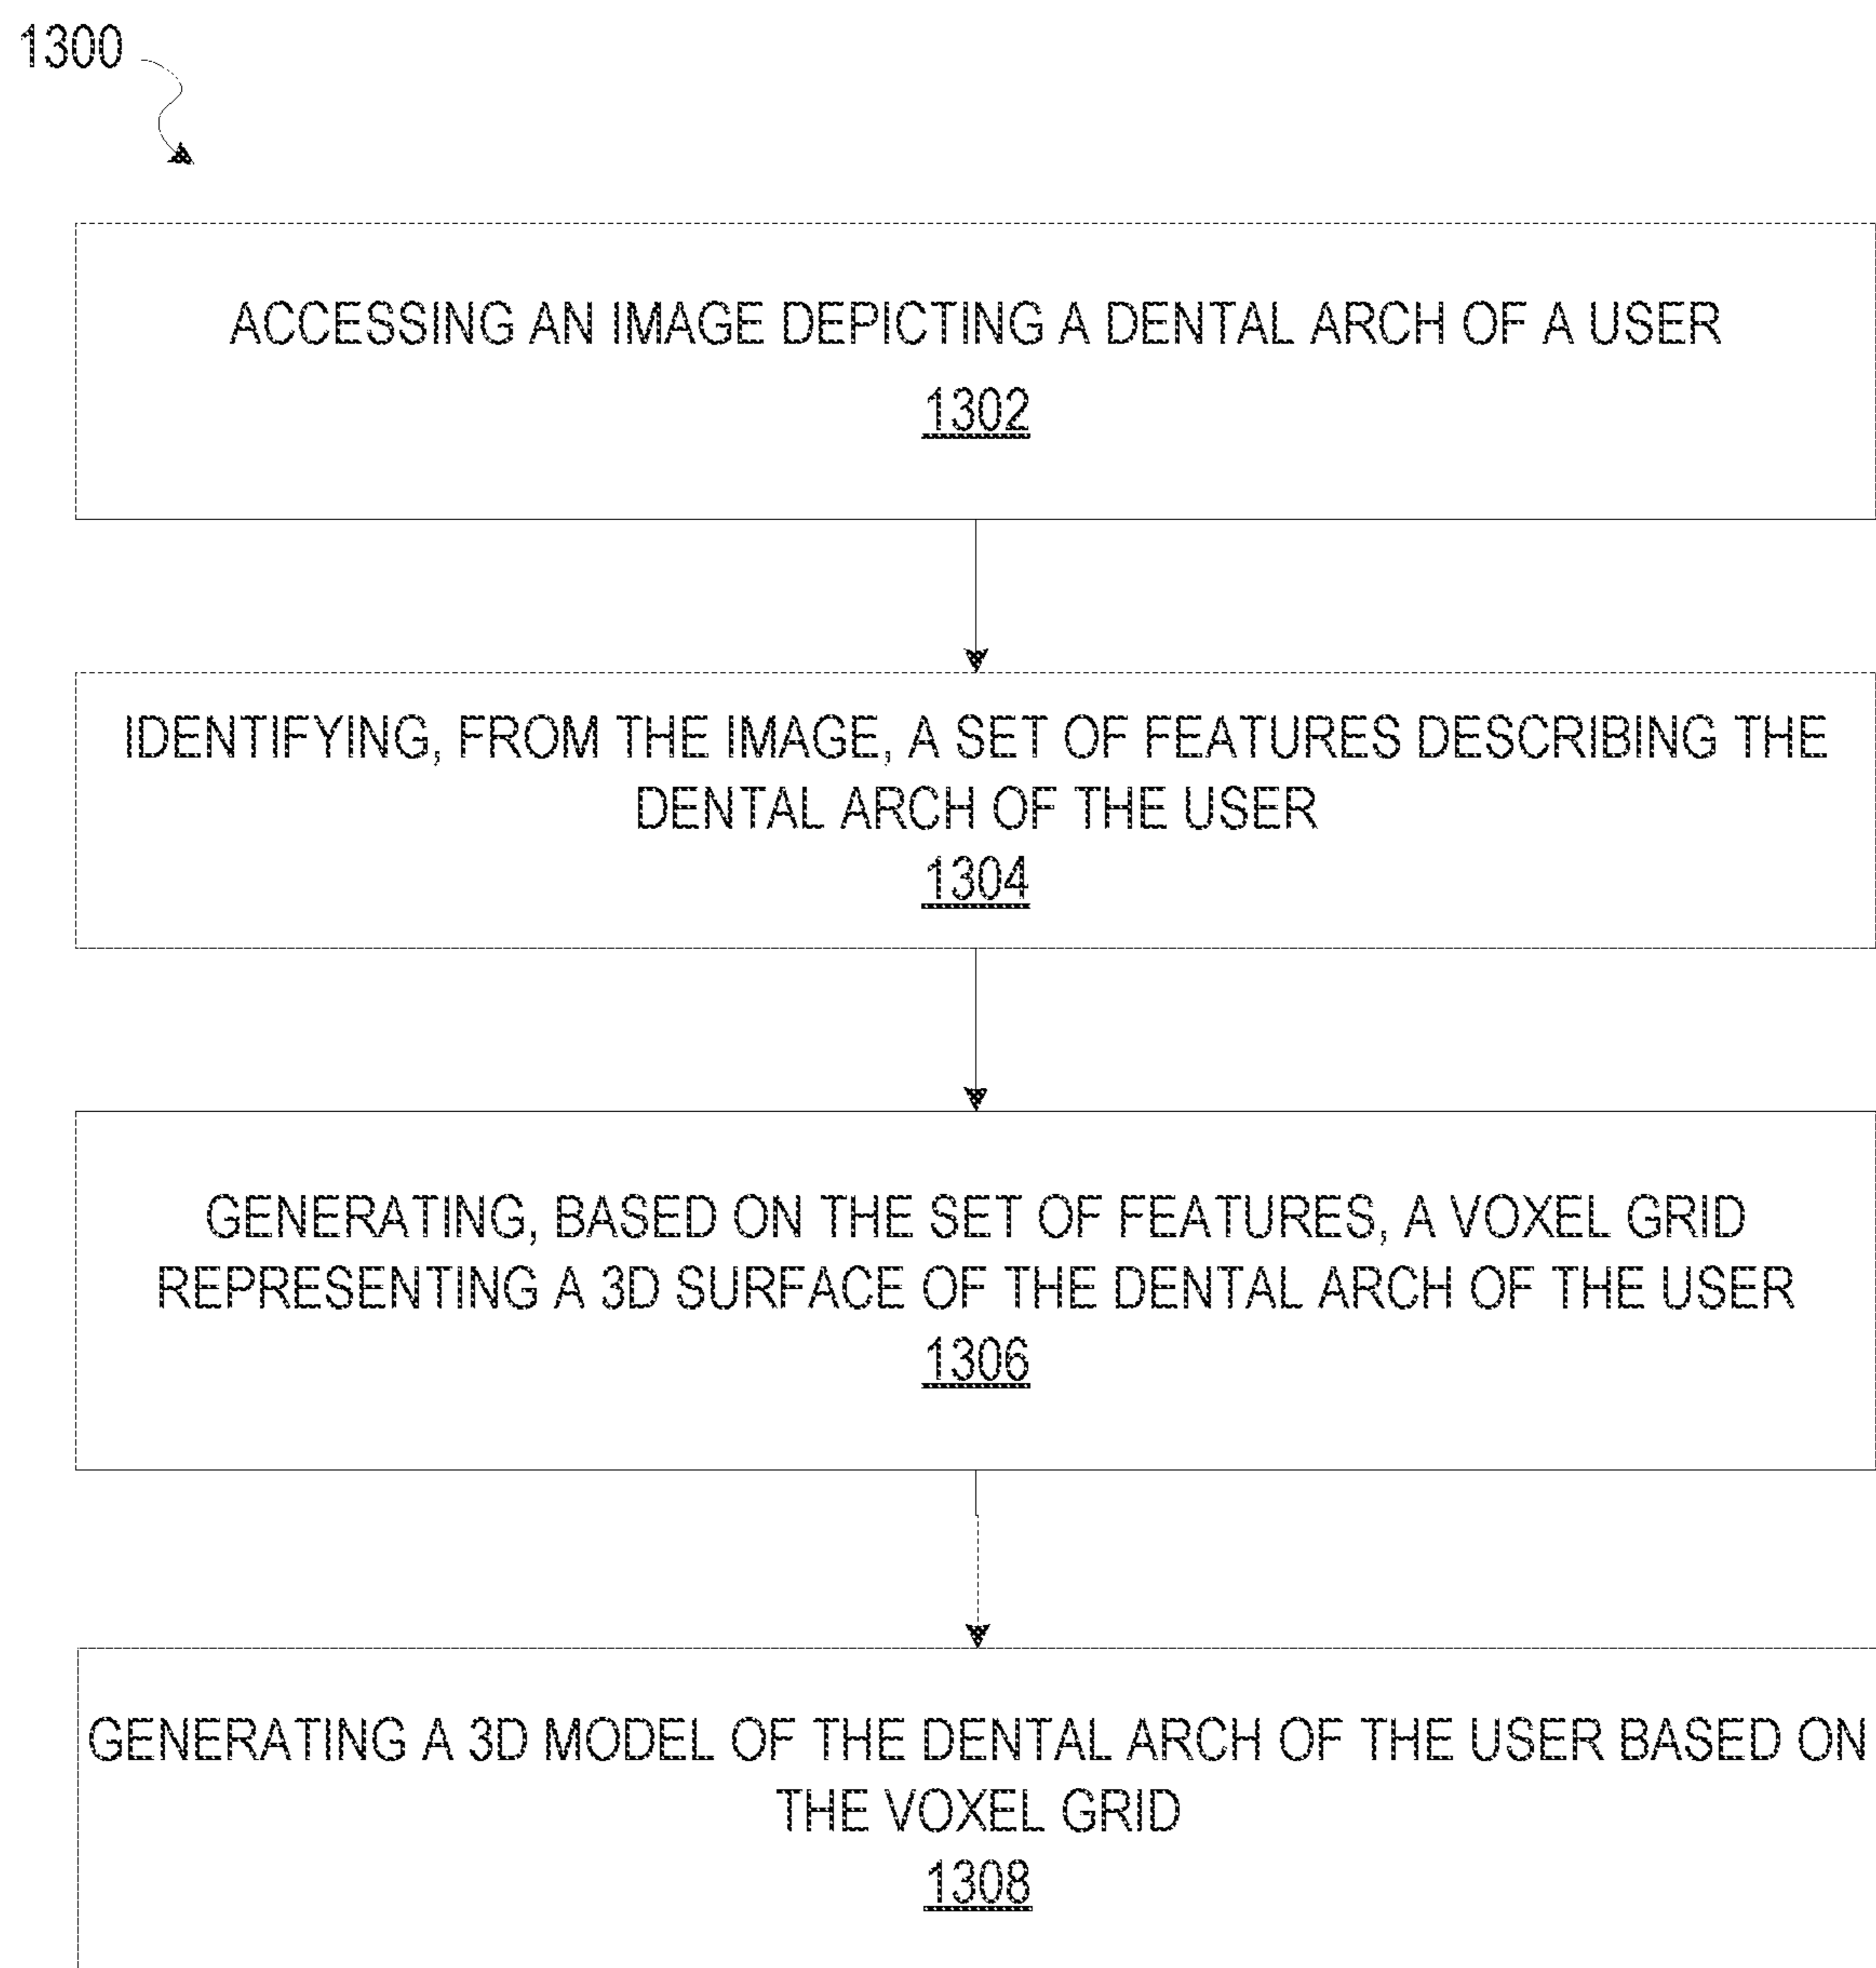 1300
ACCESSING AN IMAGE DEPICTING A DENTAL ARCH OF A USER
1302
IDENTIFYING, FROM THE IMAGE, A SET OF FEATURES DESCRIBING THE
DENTAL ARCH OF THE USER
1304
GENERATING, BASED ON THE SET OF FEATURES, A VOXEL GRID
REPRESENTING A 3D SURFACE OF THE DENTAL ARCH OF THE USER
1306
GENERATING A 3D MODEL OF THE DENTAL ARCH OF THE USER BASED ON
THE VOXEL GRID
1308